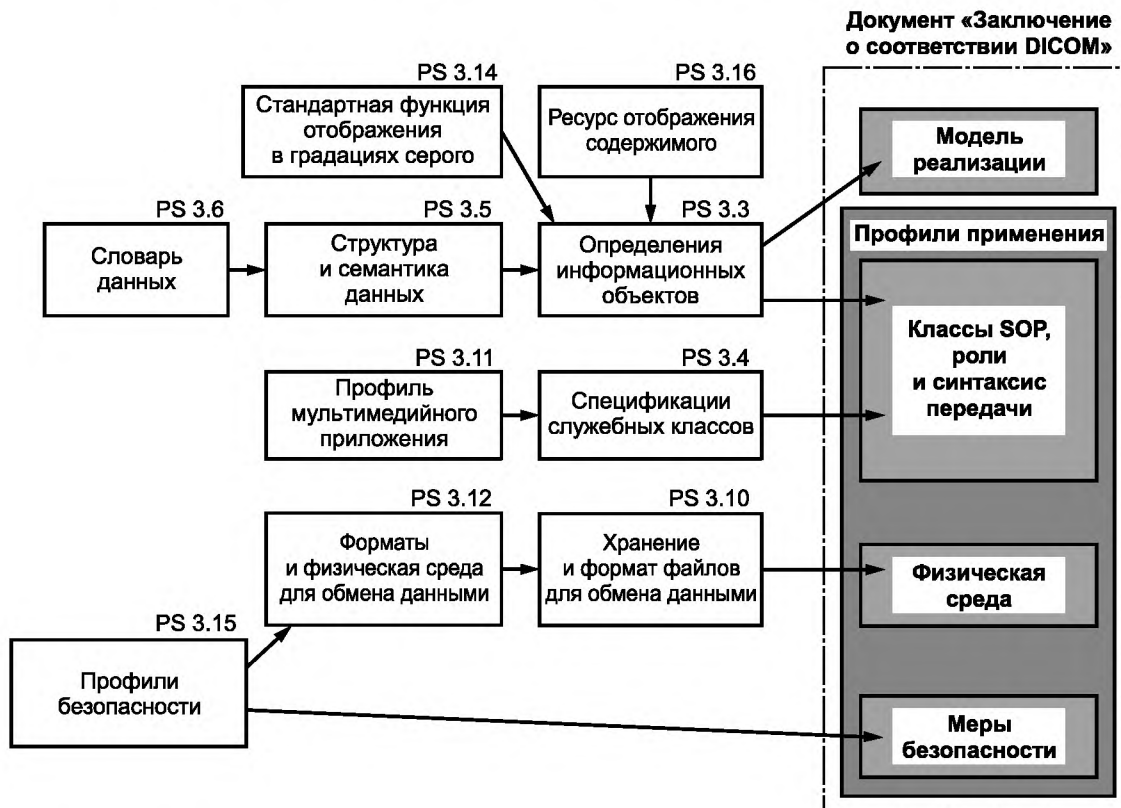 Документ «Заключение
о соответствии DICOM»
PS 3.14
Стандартная функция
отображения
в градациях серого
PS 3.16
Ресурс отображения
содержимого
Модель
реализации
PS 3.6
Словарь
данных
PS 3.5
Структура
и семантика
данных
PS 3.3
Определения
информационных
объектов
Профили применения
Классы SOP,
роли
и синтаксис
передачи
PS 3.11
Профиль
мультимедийного
приложения
PS 3.4
Спецификации
служебных классов
PS 3.12
Форматы
и физическая среда
для обмена данными
PS 3.10
Хранение
и формат файлов
для обмена данными
Физическая
среда
PS 3.15
Профили
безопасности
Меры
безопасности